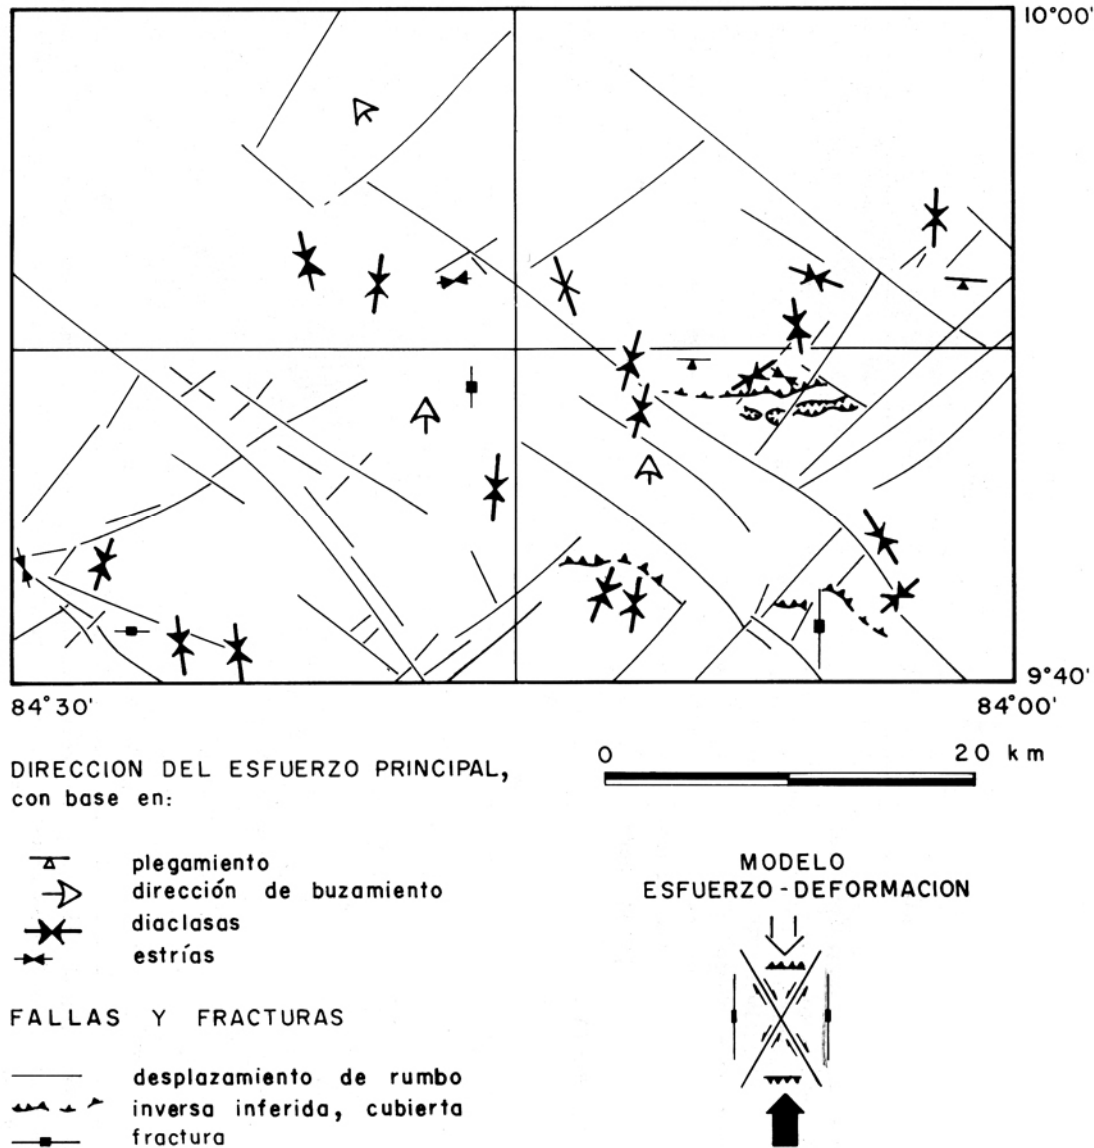 10°00'
9°40'
84°30'
84°00'
0 20 km
DIRECCION DEL ESFUERZO PRINCIPAL,
con base en:
plegamiento
dirección de buzamiento
diaclasas
estrías
FALLAS Y FRACTURAS
desplazamiento de rumbo
inversa inferida, cubierta
fractura
MODELO
ESFUERZO-DEFORMACION